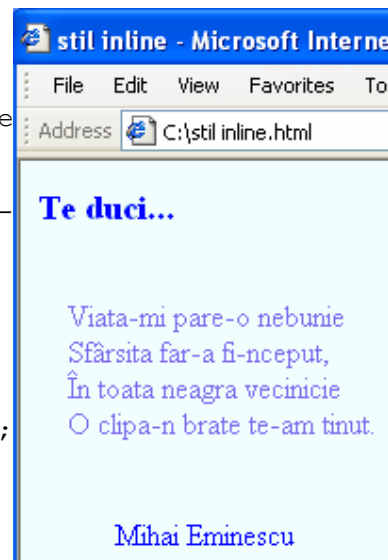 stil inline - Microsoft Interne
File Edit View Favorites To
e
Address C:\stil inline.html
Te duci...
Viata-mi pare-o nebunie
Sfârsita far-a fi-nceput,
În toata neagra vecinicie
;
O clipa-n brate te-am tinut.
Mihai Eminescu